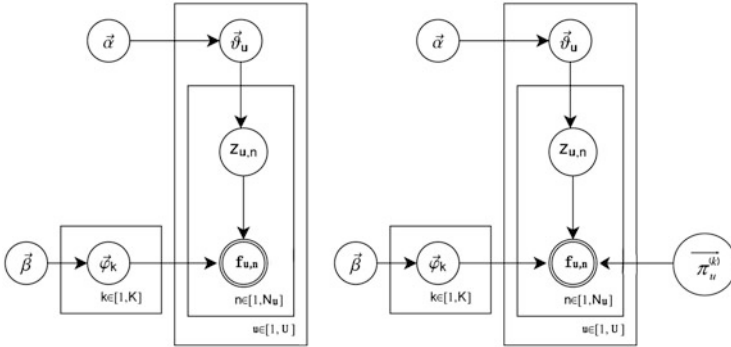 α⃗
ϑ⃗u
zu,n
β⃗
φ⃗k
fu,n
k∈[1,K]
n∈[1,Nu]
u∈[1,U]
α⃗
ϑ⃗u
zu,n
β⃗
φ⃗k
fu,n
π⃗u(k)
k∈[1,K]
n∈[1,Nu]
u∈[1,U]